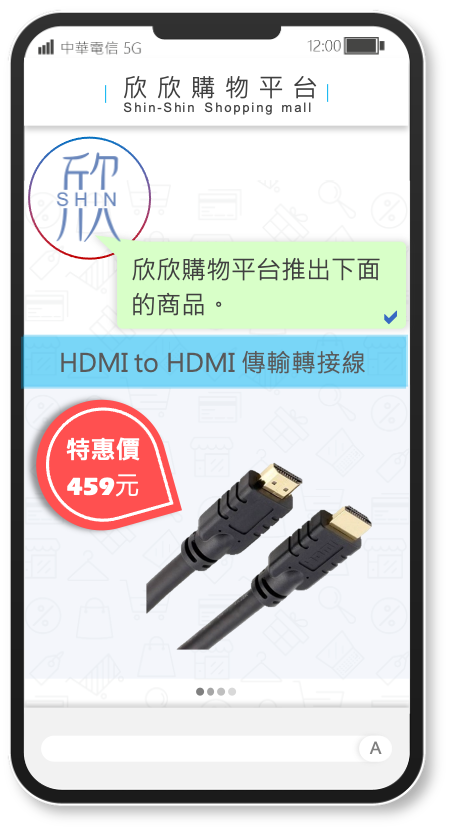 中華電信 5G 12:00
欣欣購物平台
Shin-Shin Shopping mall
欣
SHIN
欣欣購物平台推出下面
的商品。
HDMI to HDMI 傳輸轉接線
特惠價
459元
HDMI
A